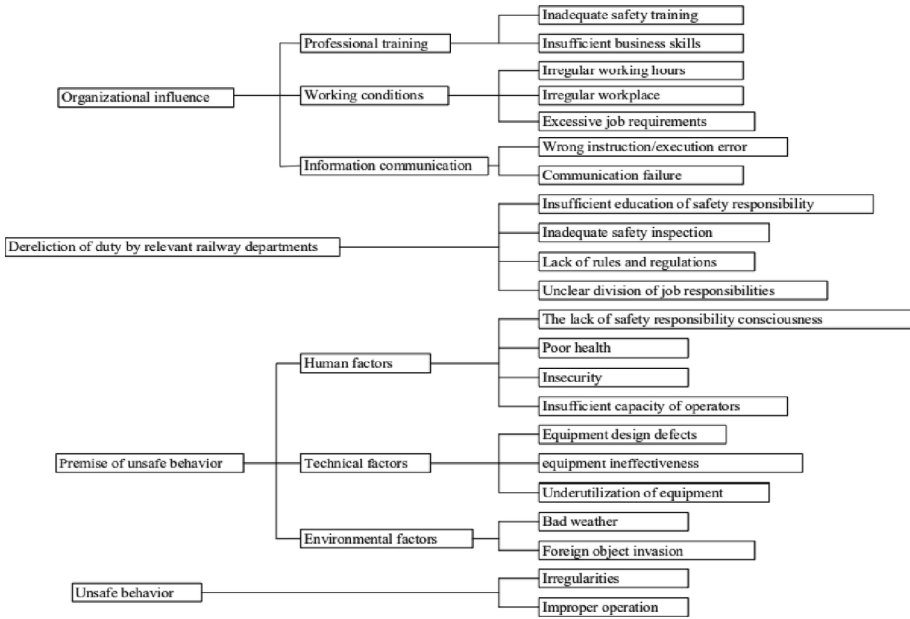 Inadequate safety training
Professional training
Insufficient business skills
Irregular working hours
Organizational influence
Working conditions
Irregular workplace
Excessive job requirements
Wrong instruction/execution error
Information communication
Communication failure
Insufficient education of safety responsibility
Inadequate safety inspection
Dereliction of duty by relevant railway departments
Lack of rules and regulations
Unclear division of job responsibilities
The lack of safety responsibility consciousness
Poor health
Human factors
Insecurity
Insufficient capacity of operators
Equipment design defects
Premise of unsafe behavior
Technical factors
equipment ineffectiveness
Underutilization of equipment
Bad weather
Environmental factors
Foreign object invasion
Irregularities
Unsafe behavior
Improper operation